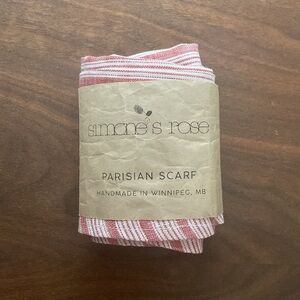 simone's rose
PARISIAN SCARF
HANDMADE IN WINNIPEG, MB